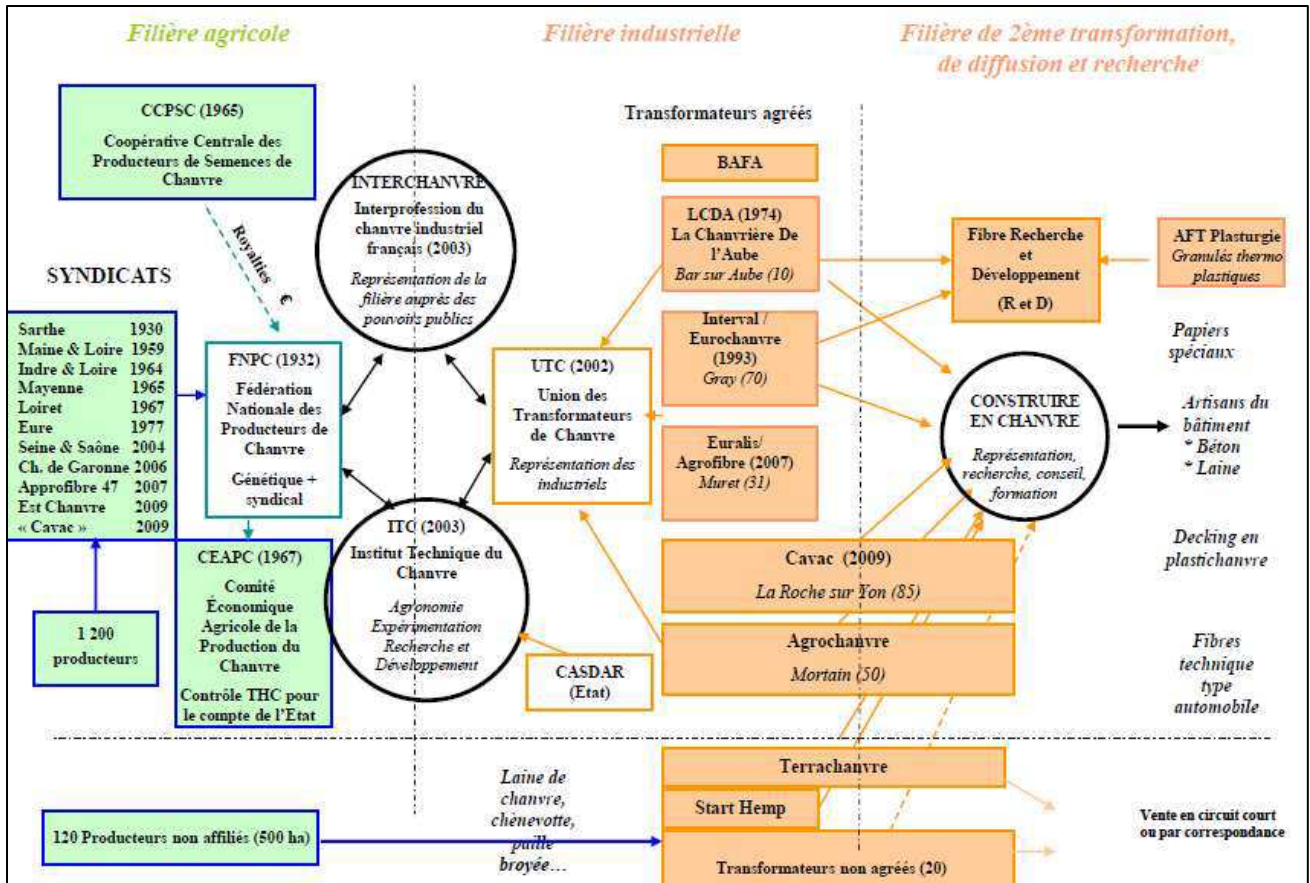 Filière agricole
Filière industrielle
Filière de 2ème transformation,
de diffusion et recherche
CCPSC (1965)
Coopérative Centrale des
Producteurs de Semences de
Chanvre
Royalties €
SYNDICATS
Sarthe 1930
Maine & Loire 1959
Indre & Loire 1964
Mayenne 1965
Loiret 1967
Eure 1977
Seine & Saône 2004
Ch. de Garonne 2006
Approfibre 47 2007
Est Chanvre 2009
« Cavac » 2009
1 200
producteurs
FNPC (1932)
Fédération
Nationale des
Producteurs de
Chanvre
Génétique +
syndical
CEAPC (1967)
Comité
Économique
Agricole de la
Production du
Chanvre
Contrôle THC pour
le compte de l'Etat
INTERCHANVRE
Interprofession du
chanvre industriel
français (2003)
Représentation de la
filière auprès des
pouvoirs publics
ITC (2003)
Institut Technique du
Chanvre
Agronomie
Expérimentation
Recherche et
Développement
UTC (2002)
Union des
Transformateurs
de Chanvre
Représentation des
industriels
CASDAR
(Etat)
Transformateurs agréés
BAFA
LCDA (1974)
La Chanvrière De
l'Aube
Bar sur Aube (10)
Interval /
Eurochanvre
(1993)
Gray (70)
Euralis/
Agrofibre (2007)
Muret (31)
Cavac (2009)
La Roche sur Yon (85)
Agrochanvre
Mortain (50)
Fibre Recherche
et
Développement
(R et D)
AFT Plasturgie
Granulés thermo
plastiques
CONSTRUIRE
EN CHANVRE
Représentation,
recherche, conseil,
formation
Papiers
spéciaux
Artisans du
bâtiment
* Béton
* Laine
Decking en
plastichanvre
Fibres
technique
type
automobile
120 Producteurs non affiliés (500 ha)
Laine de
chanvre,
chènevotte,
paille
broyée…
Terrachanvre
Start Hemp
Transformateurs non agréés (20)
Vente en circuit court
ou par correspondance